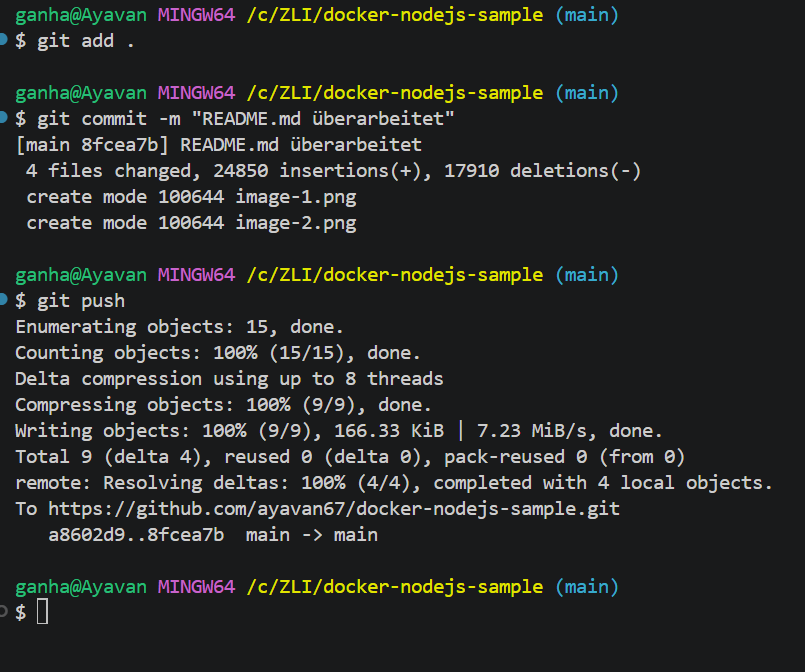 ganha@Ayavan MINGW64 /c/ZLI/docker-nodejs-sample (main)
$ git add .
ganha@Ayavan MINGW64 /c/ZLI/docker-nodejs-sample (main)
$ git commit -m "README.md überarbeitet"
[main 8fcea7b] README.md überarbeitet
 4 files changed, 24850 insertions(+), 17910 deletions(-)
 create mode 100644 image-1.png
 create mode 100644 image-2.png
ganha@Ayavan MINGW64 /c/ZLI/docker-nodejs-sample (main)
$ git push
Enumerating objects: 15, done.
Counting objects: 100% (15/15), done.
Delta compression using up to 8 threads
Compressing objects: 100% (9/9), done.
Writing objects: 100% (9/9), 166.33 KiB | 7.23 MiB/s, done.
Total 9 (delta 4), reused 0 (delta 0), pack-reused 0 (from 0)
remote: Resolving deltas: 100% (4/4), completed with 4 local objects.
To https://github.com/ayavan67/docker-nodejs-sample.git
   a8602d9..8fcea7b  main -> main
ganha@Ayavan MINGW64 /c/ZLI/docker-nodejs-sample (main)
$